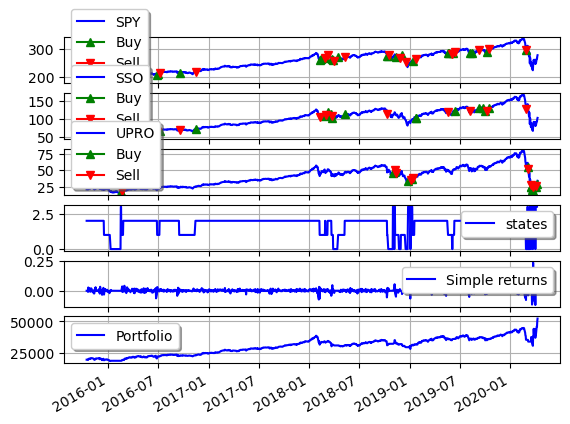 SPY
Buy
Sell
300
200
SSO
Buy
Sell
150
100
50
UPRO
Buy
Sell
75
50
25
states
2.5
0.0
Simple returns
0.25
0.00
Portfolio
50000
25000
2016-01
2016-07
2017-01
2017-07
2018-01
2018-07
2019-01
2019-07
2020-01